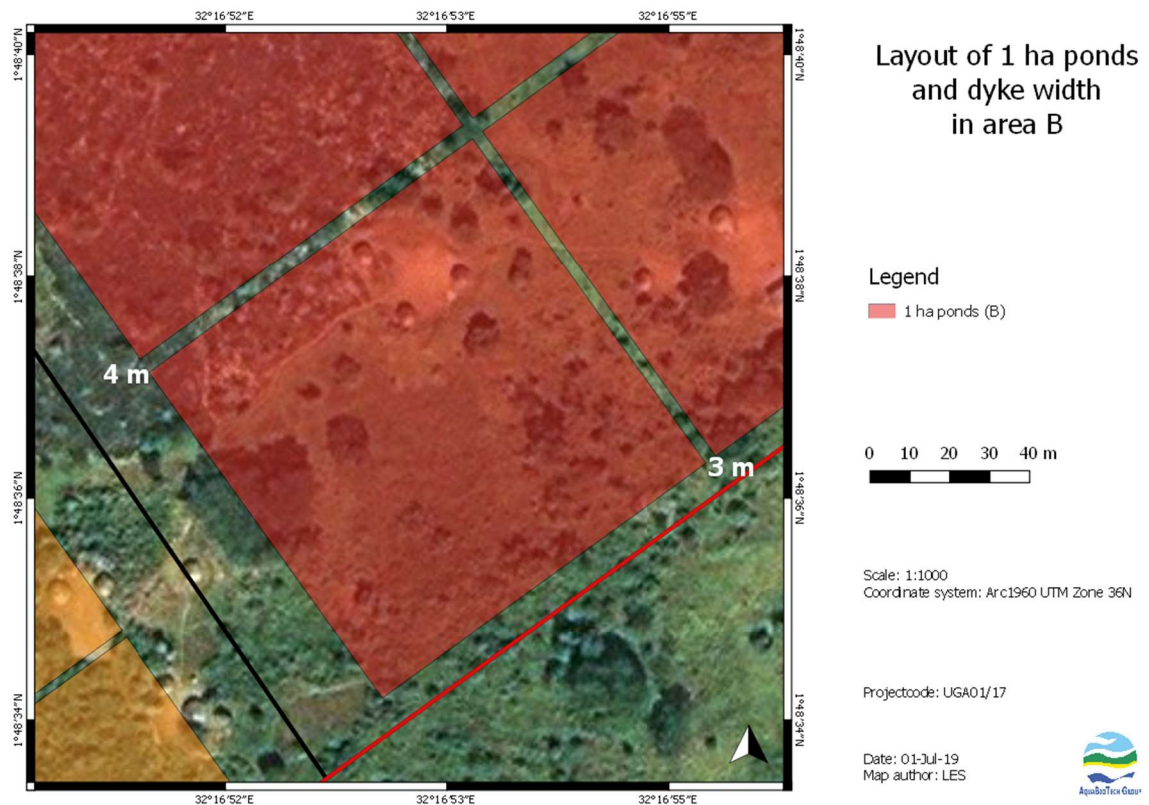 32°16′52″E
32°16′53″E
32°16′55″E
1°48′40″N
1°48′40″N
Layout of 1 ha ponds
and dyke width
in area B
1°48′38″N
1°48′38″N
Legend
1 ha ponds (B)
4 m
3 m
0 10 20 30 40 m
1°48′36″N
1°48′36″N
Scale: 1:1000
Coordinate system: Arc1960 UTM Zone 36N
Projectcode: UGA01/17
1°48′34″N
1°48′34″N
Date: 01-Jul-19
Map author: LES
AquaBioTech Group
32°16′52″E
32°16′53″E
32°16′55″E